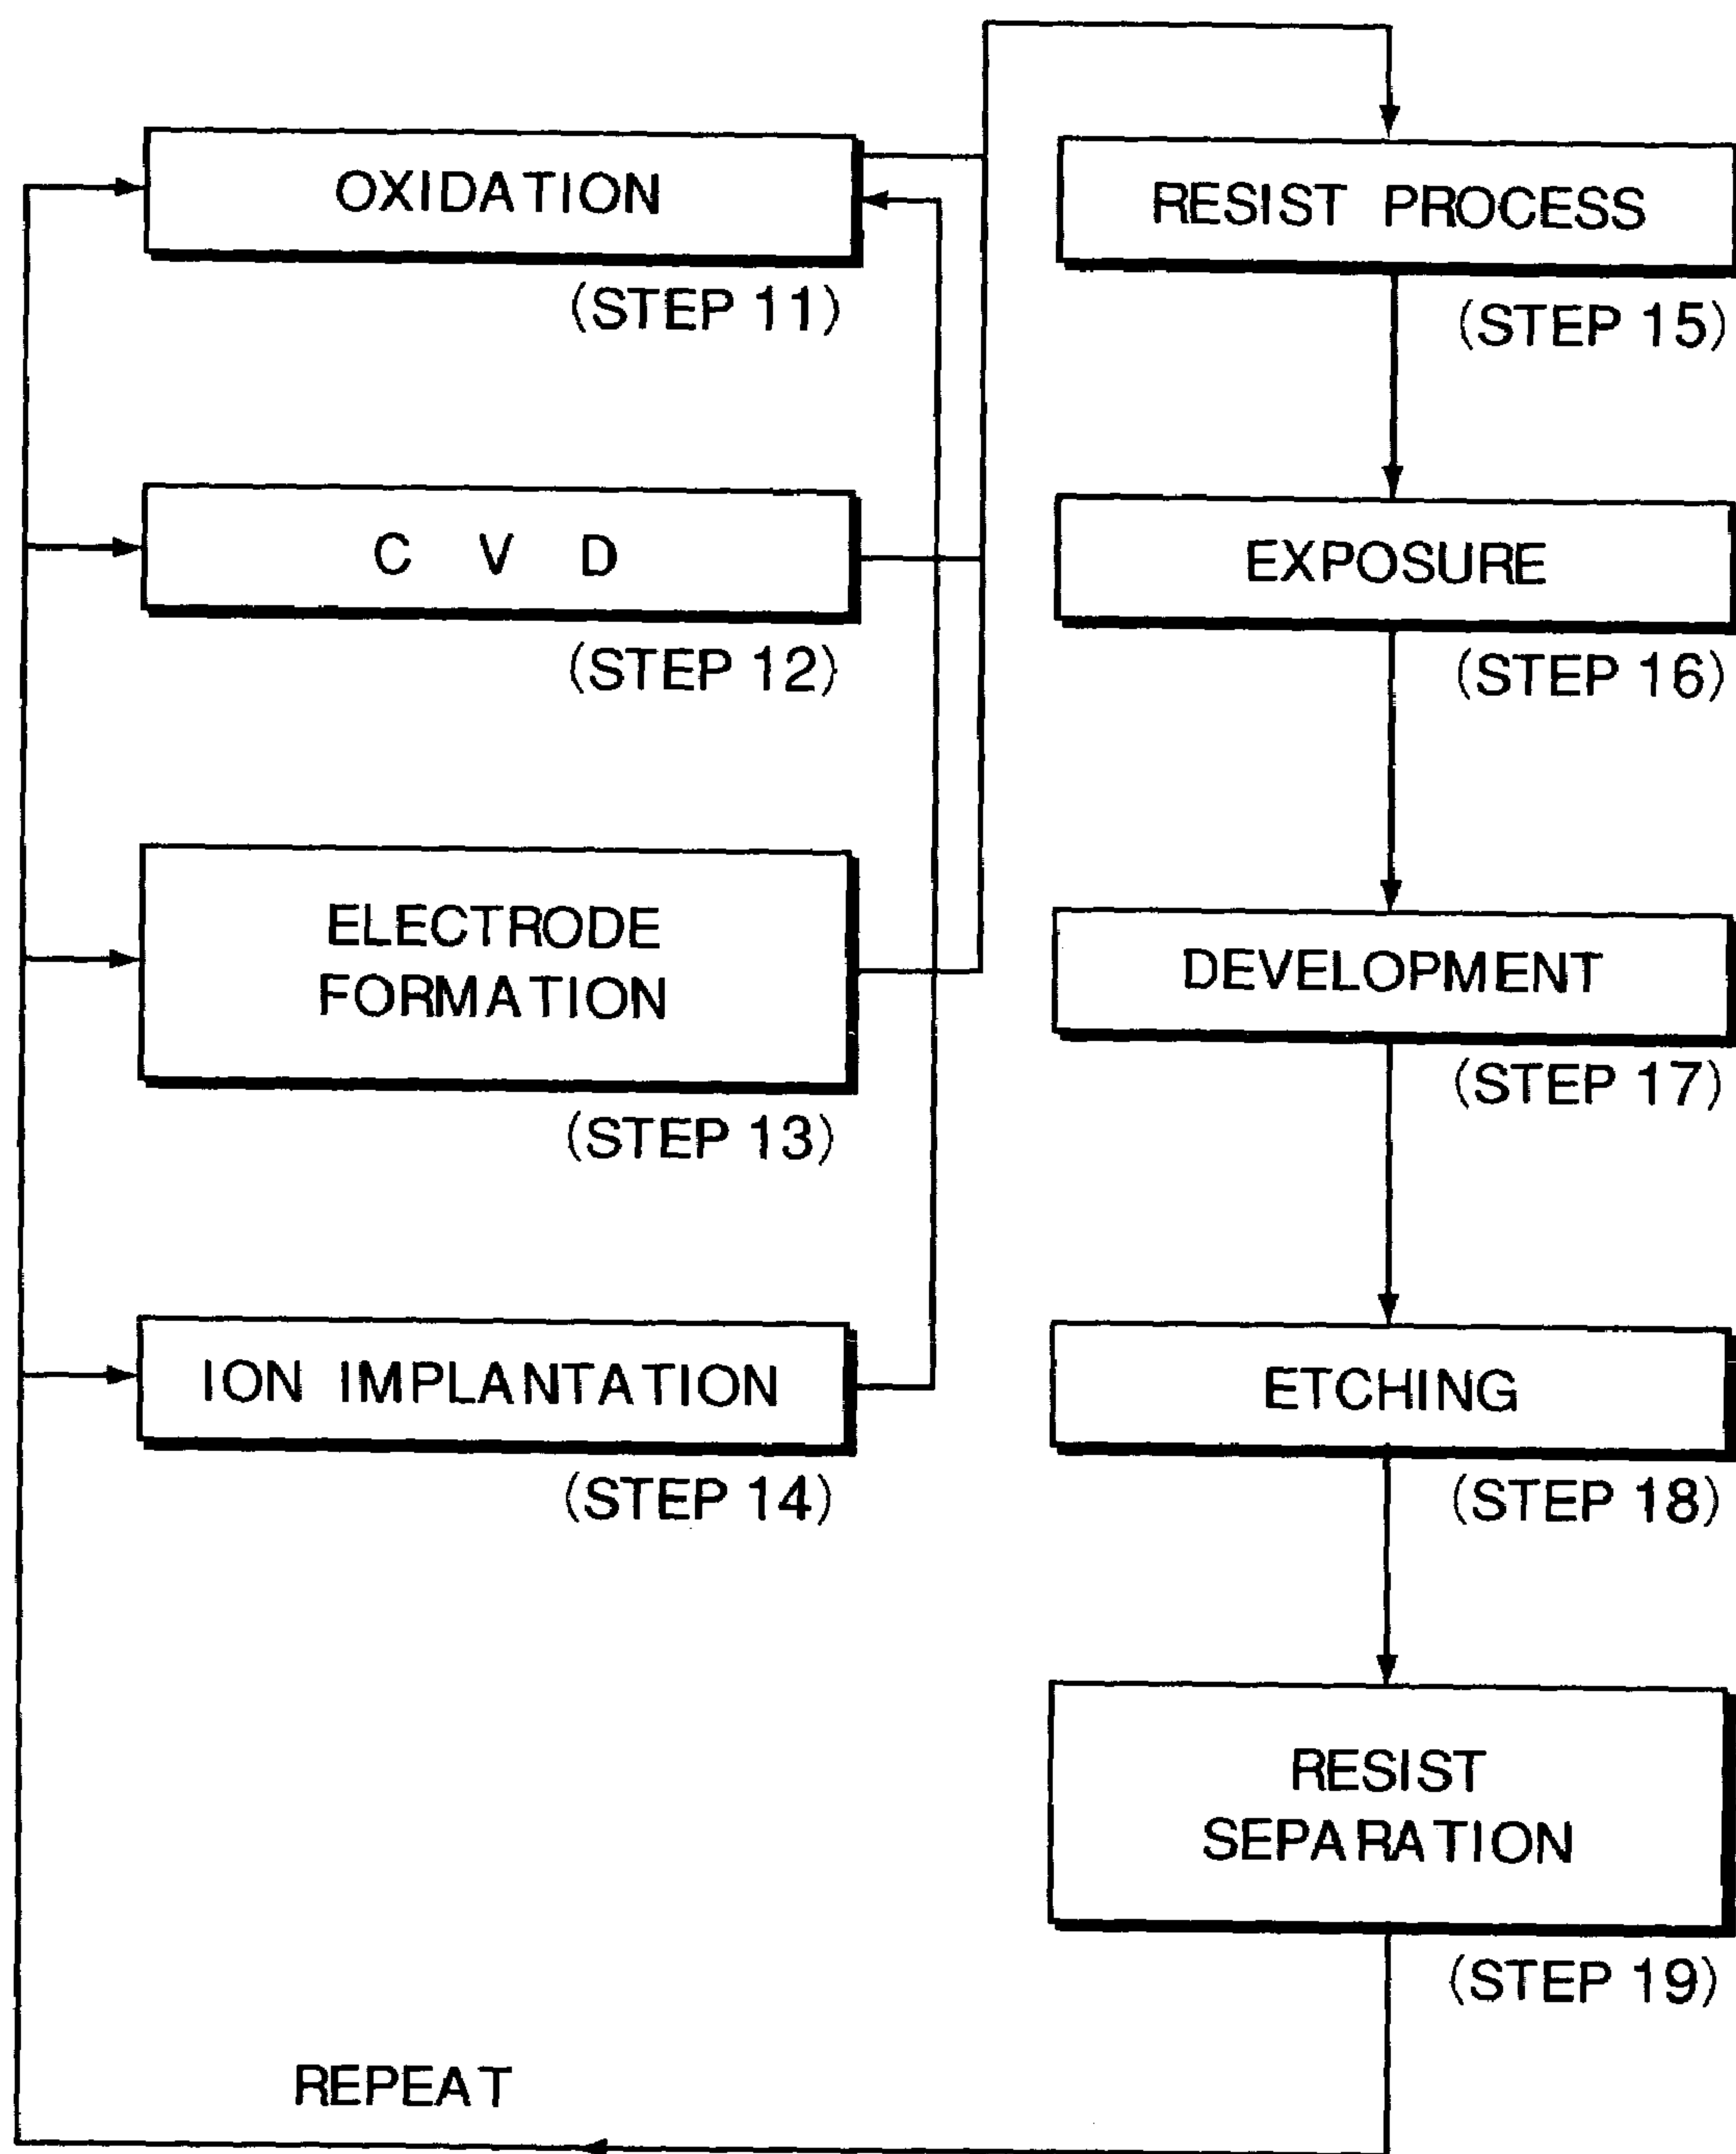 OXIDATION
(STEP 11)
C V D
(STEP 12)
ELECTRODE
FORMATION
(STEP 13)
ION IMPLANTATION
(STEP 14)
RESIST PROCESS
(STEP 15)
EXPOSURE
(STEP 16)
DEVELOPMENT
(STEP 17)
ETCHING
(STEP 18)
RESIST
SEPARATION
(STEP 19)
REPEAT